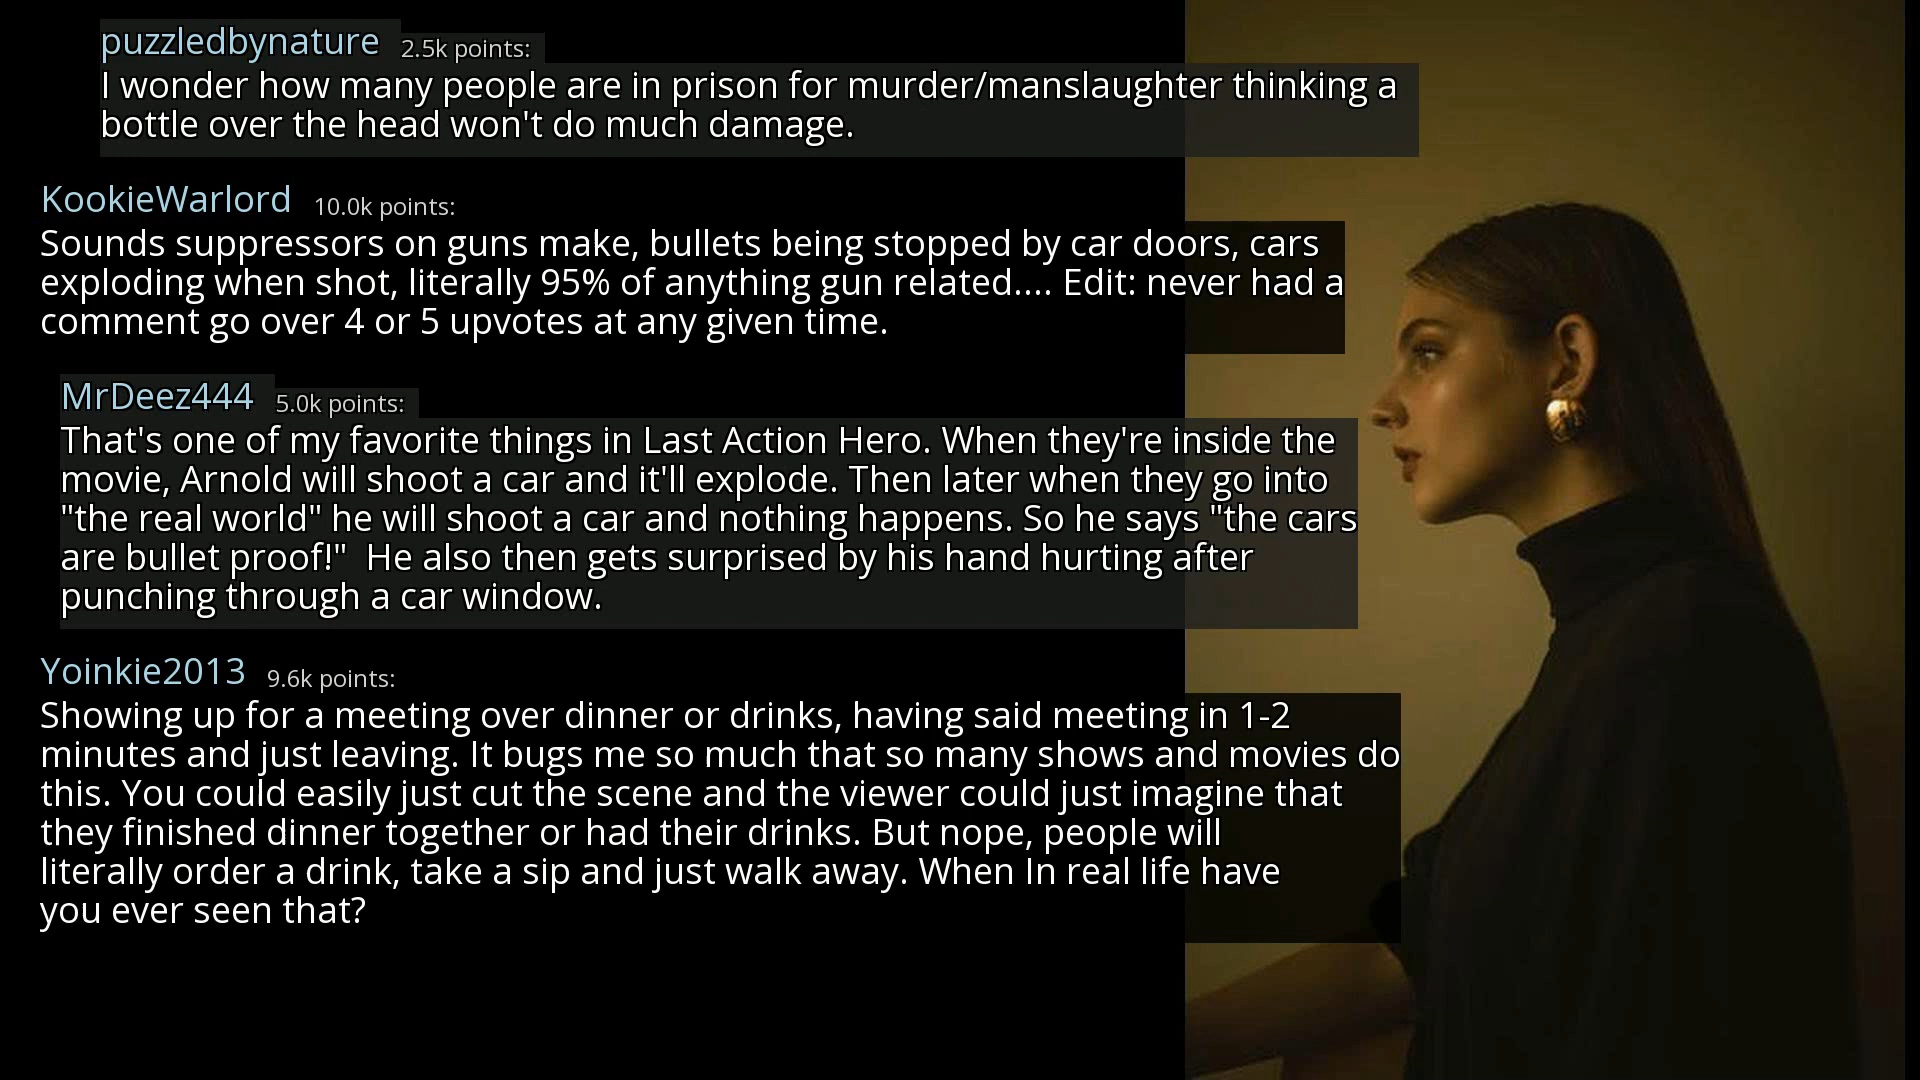 puzzledbynature 2.5k points:
I wonder how many people are in prison for murder/manslaughter thinking a
bottle over the head won't do much damage.
KookieWarlord 10.0k points:
Sounds suppressors on guns make, bullets being stopped by car doors, cars
exploding when shot, literally 95% of anything gun related.... Edit: never had a
comment go over 4 or 5 upvotes at any given time.
MrDeez444 5.0k points:
That's one of my favorite things in Last Action Hero. When they're inside the
movie, Arnold will shoot a car and it'll explode. Then later when they go into
"the real world" he will shoot a car and nothing happens. So he says "the cars
are bullet proof!"  He also then gets surprised by his hand hurting after
punching through a car window.
Yoinkie2013 9.6k points:
Showing up for a meeting over dinner or drinks, having said meeting in 1-2
minutes and just leaving. It bugs me so much that so many shows and movies do
this. You could easily just cut the scene and the viewer could just imagine that
they finished dinner together or had their drinks. But nope, people will
literally order a drink, take a sip and just walk away. When In real life have
you ever seen that?